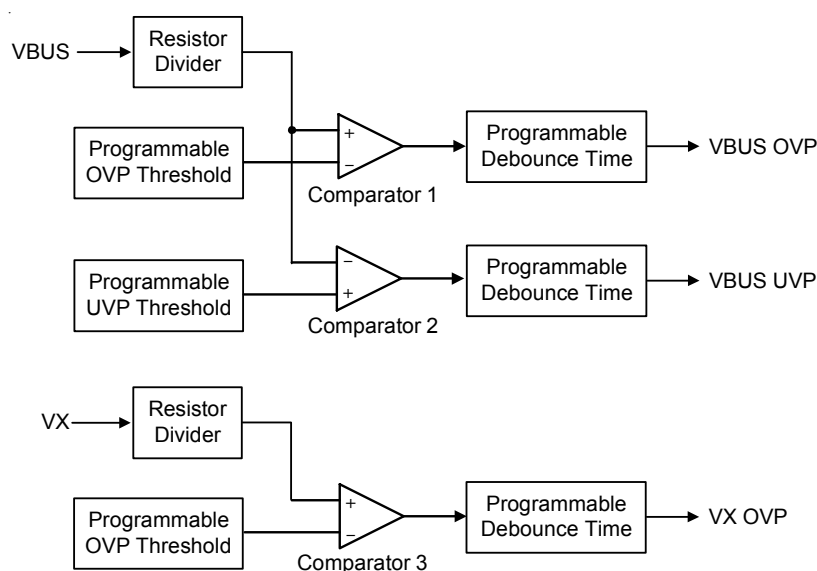 VBUS
Resistor
Divider
Programmable
OVP Threshold
+
−
Comparator 1
Programmable
Debounce Time
VBUS OVP
Programmable
UVP Threshold
−
+
Comparator 2
Programmable
Debounce Time
VBUS UVP
VX
Resistor
Divider
Programmable
OVP Threshold
+
−
Comparator 3
Programmable
Debounce Time
VX OVP